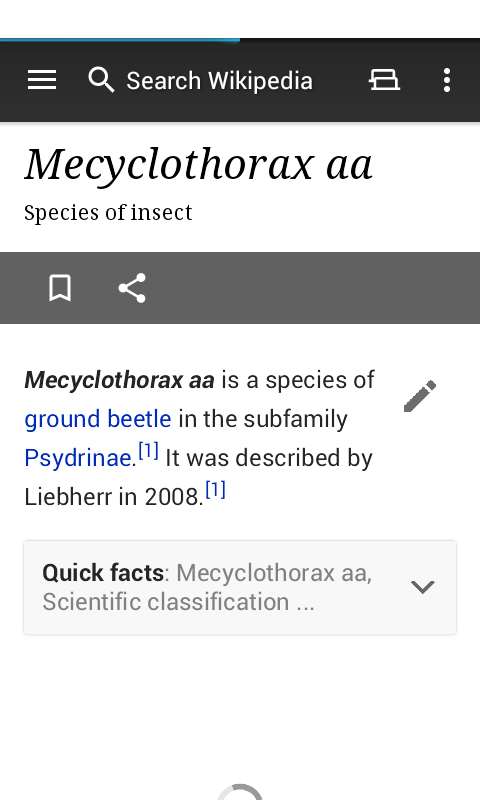 Search Wikipedia
Mecyclothorax aa
Species of insect
Mecyclothorax aa is a species of
ground beetle in the subfamily
Psydrinae.[1] It was described by
Liebherr in 2008.[1]
Quick facts: Mecyclothorax aa,
Scientific classification ...